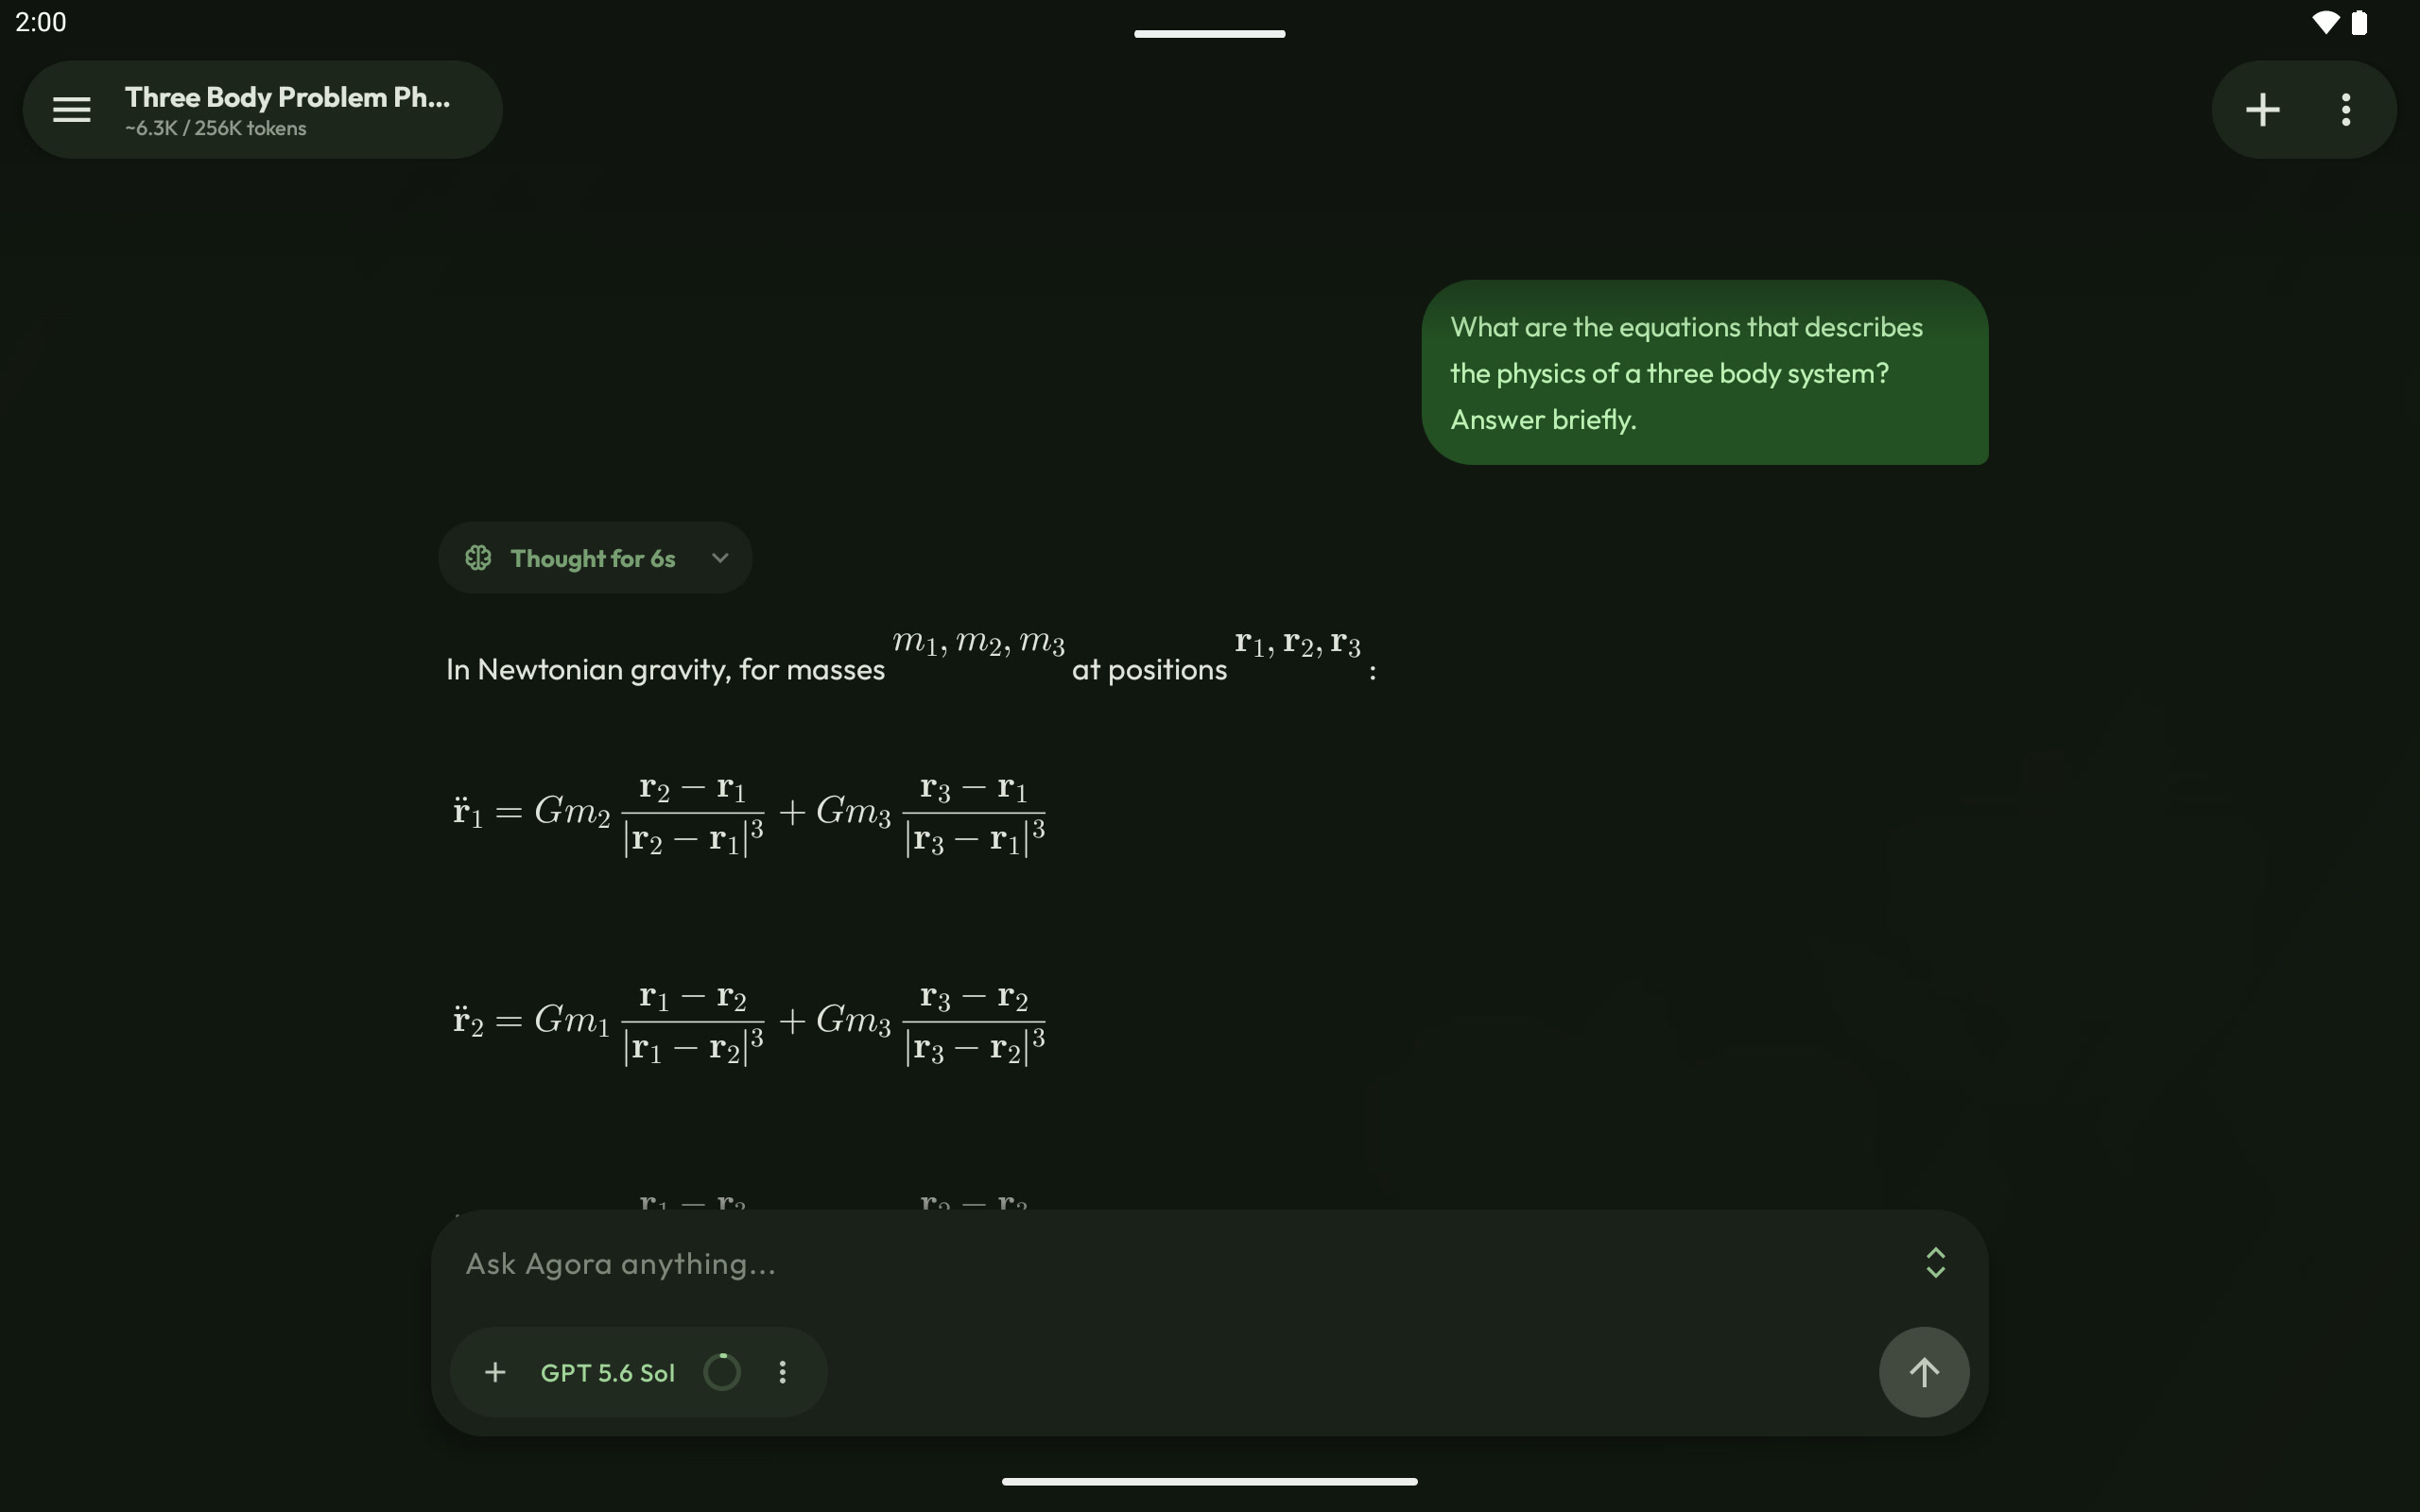 2:00
Three Body Problem Ph...
~6.3K / 256K tokens
What are the equations that describes
the physics of a three body system?
Answer briefly.
Thought for 6s
In Newtonian gravity, for masses m₁, m₂, m₃ at positions r₁, r₂, r₃ :
r̈₁ = Gm₂ (r₂ − r₁)/|r₂ − r₁|³ + Gm₃ (r₃ − r₁)/|r₃ − r₁|³
r̈₂ = Gm₁ (r₁ − r₂)/|r₁ − r₂|³ + Gm₃ (r₃ − r₂)/|r₃ − r₂|³
Ask Agora anything...
GPT 5.6 Sol